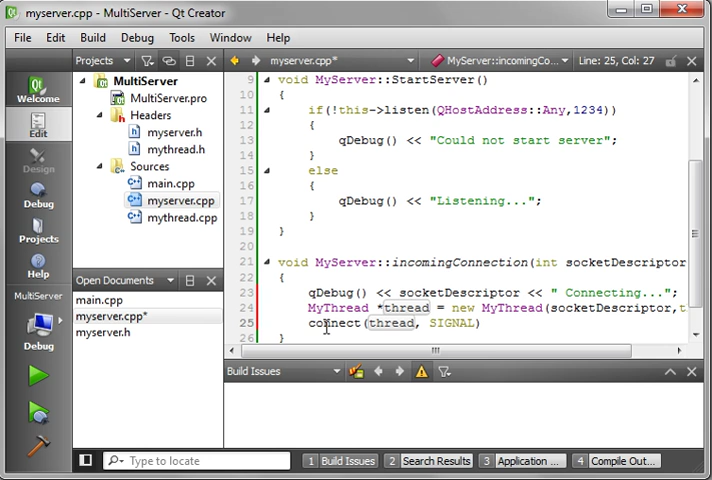 myserver.cpp - MultiServer - Qt Creator
File Edit Build Debug Tools Window Help
Projects
myserver.cpp*
MyServer::incomingCo...
Line: 25, Col: 27
Welcome
Edit
Design
Debug
Projects
Help
MultiServer
Debug
MultiServer
MultiServer.pro
Headers
myserver.h
mythread.h
Sources
main.cpp
myserver.cpp
mythread.cpp
Open Documents
main.cpp
myserver.cpp*
myserver.h
9 void MyServer::StartServer()
10 {
11 if(!this->listen(QHostAddress::Any,1234))
12 {
13 qDebug() << "Could not start server";
14 }
15 else
16 {
17 qDebug() << "Listening...";
18 }
19 }
20
21 void MyServer::incomingConnection(int socketDescriptor
22 {
23 qDebug() << socketDescriptor << " Connecting...";
24 MyThread *thread = new MyThread(socketDescriptor,t
25 connect(thread, SIGNAL)
26 }
Build Issues
Type to locate
1 Build Issues
2 Search Results
3 Application ...
4 Compile Out...